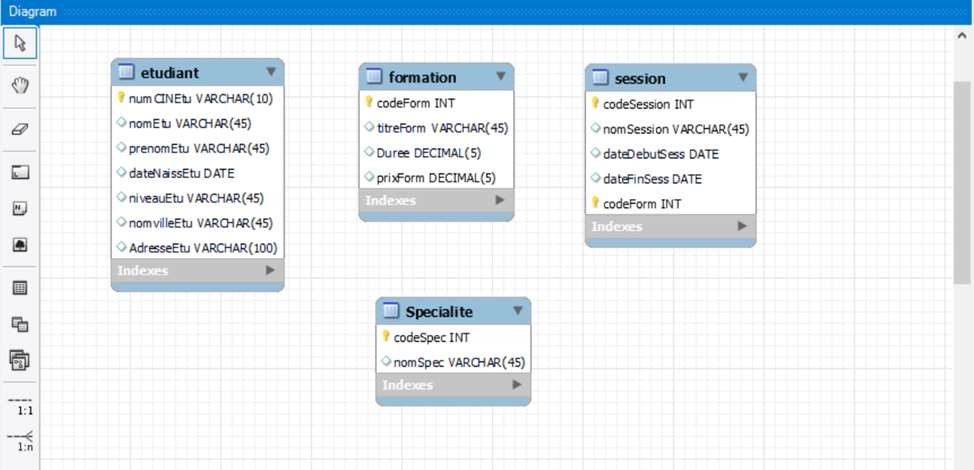 Diagram
etudiant
numCINEtu VARCHAR(10)
nomEtu VARCHAR(45)
prenomEtu VARCHAR(45)
dateNaissEtu DATE
niveauEtu VARCHAR(45)
nomvilleEtu VARCHAR(45)
AdresseEtu VARCHAR(100)
Indexes
formation
codeForm INT
titreForm VARCHAR(45)
Duree DECIMAL(5)
prixForm DECIMAL(5)
Indexes
session
codeSession INT
nomSession VARCHAR(45)
dateDebutSess DATE
dateFinSess DATE
codeForm INT
Indexes
Specialite
codeSpec INT
nomSpec VARCHAR(45)
Indexes
1:1
1:n